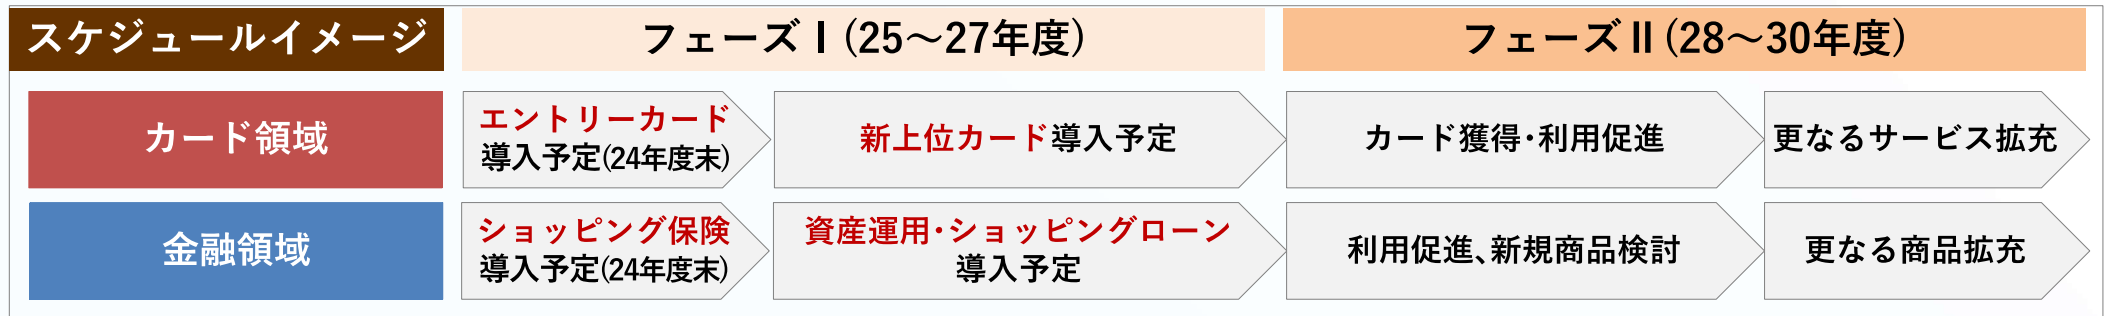 スケジュールイメージ
フェーズⅠ(25～27年度)
フェーズⅡ(28～30年度)
カード領域
エントリーカード
導入予定(24年度末)
新上位カード導入予定
カード獲得・利用促進
更なるサービス拡充
金融領域
ショッピング保険
導入予定(24年度末)
資産運用・ショッピングローン
導入予定
利用促進、新規商品検討
更なる商品拡充